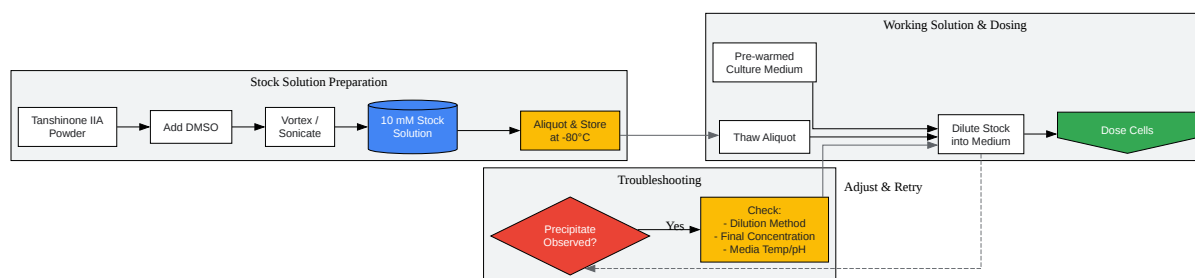 Stock Solution Preparation
Tanshinone IIA
Powder
Add DMSO
Vortex /
Sonicate
10 mM Stock
Solution
Aliquot & Store
at -80°C
Working Solution & Dosing
Pre-warmed
Culture Medium
Thaw Aliquot
Dilute Stock
into Medium
Dose Cells
Troubleshooting
Precipitate
Observed?
Yes
Check:
- Dilution Method
- Final Concentration
- Media Temp/pH
Adjust & Retry